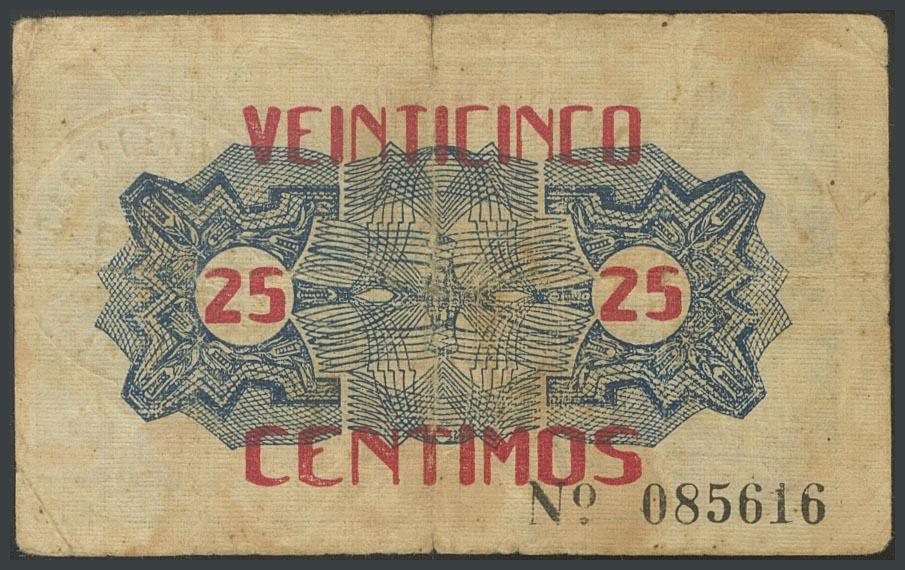 VEINTICINCO
25 25
CENTIMOS
Nº 085616